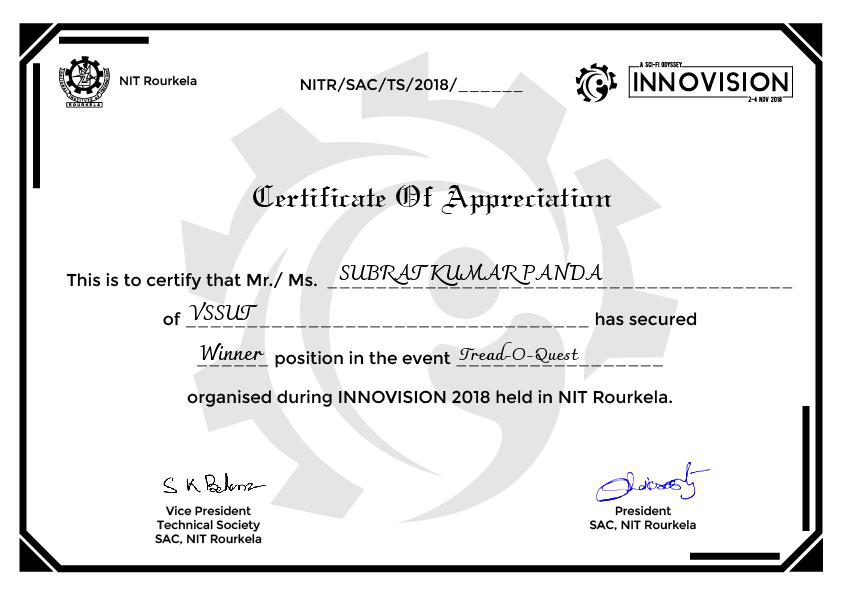 NIT Rourkela
ROURKELA
NITR/SAC/TS/2018/______
A SCI-FI ODYSSEY
INNOVISION
2-4 NOV 2018
Certificate Of Appreciation
This is to certify that Mr./ Ms. SUBRAT KUMAR PANDA
of VSSUT has secured
Winner position in the event Tread-O-Quest
organised during INNOVISION 2018 held in NIT Rourkela.
Vice President
Technical Society
SAC, NIT Rourkela
President
SAC, NIT Rourkela